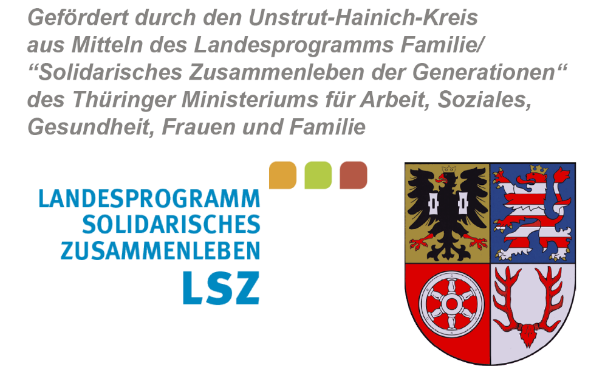 Gefördert durch den Unstrut-Hainich-Kreis
aus Mitteln des Landesprogramms Familie/
“Solidarisches Zusammenleben der Generationen“
des Thüringer Ministeriums für Arbeit, Soziales,
Gesundheit, Frauen und Familie
LANDESPROGRAMM
SOLIDARISCHES
ZUSAMMENLEBEN
LSZ